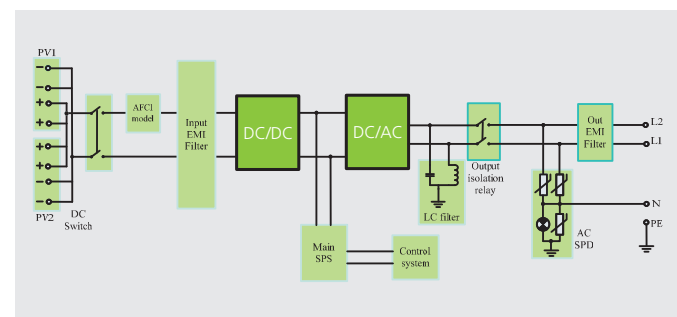 PV1
−
−
+
+
+
+
−
−
PV2
DC
Switch
AFCI
model
Input
EMI
Filter
DC/DC
DC/AC
Main
SPS
Control
system
LC filter
Output
isolation
relay
Out
EMI
Filter
AC
SPD
L2
L1
N
PE